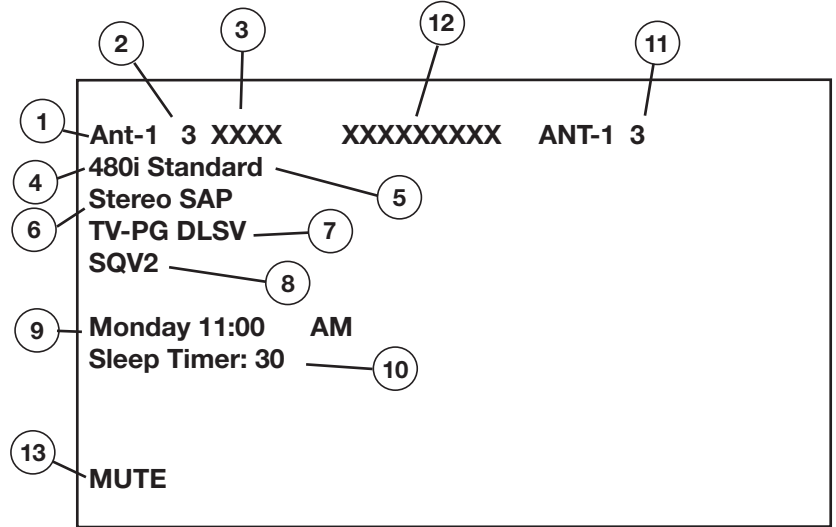 2 3 12 11
1 Ant-1 3 XXXX XXXXXXXXX ANT-1 3
4 480i Standard 5
6 Stereo SAP
TV-PG DLSV 7
SQV2 8
9 Monday 11:00 AM
Sleep Timer: 30 10
13
MUTE